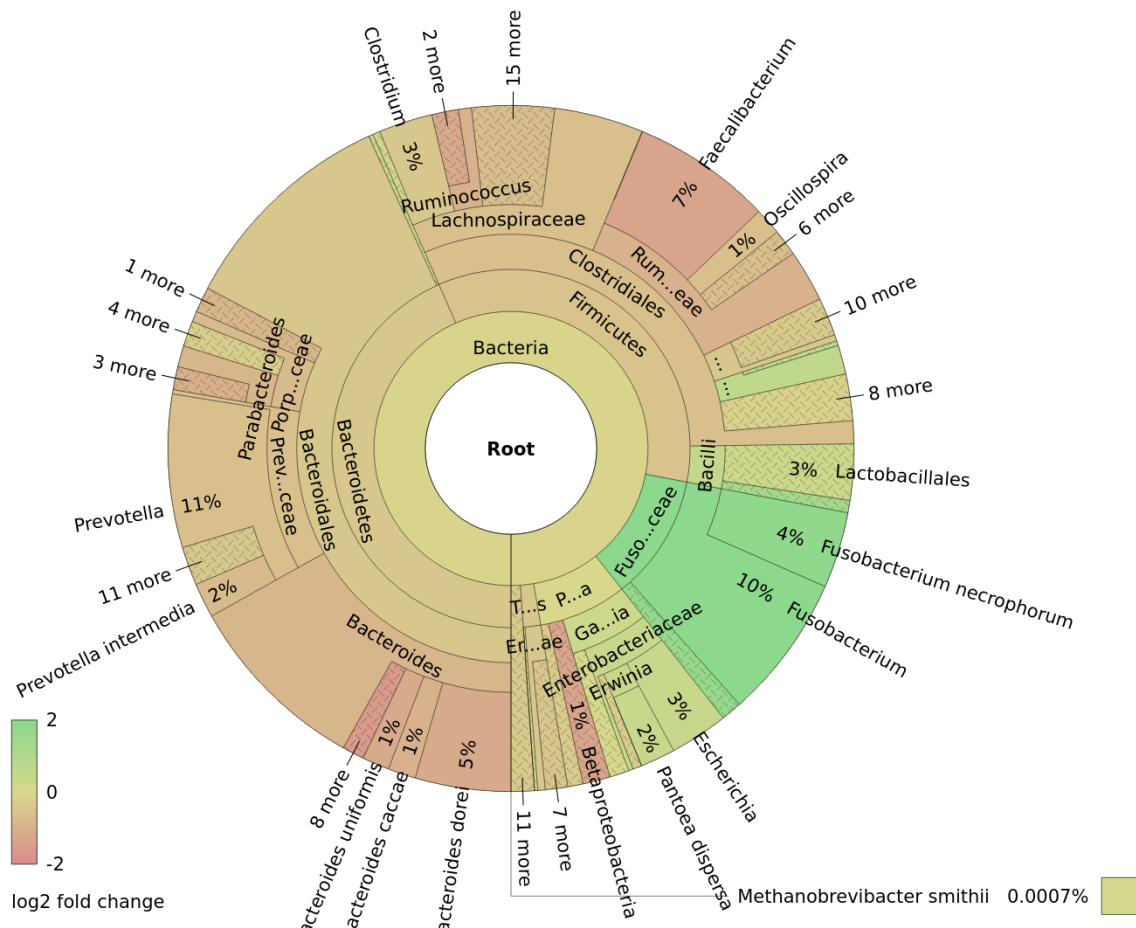 Root
Bacteria
Firmicutes
Clostridiales
Lachnospiraceae
Ruminococcus
Clostridium
3%
2 more
15 more
Rum...eae
Faecalibacterium
7%
Oscillospira
1%
6 more
10 more
...
...
8 more
Bacilli
3%
Lactobacillales
Fuso...ceae
4%
Fusobacterium necrophorum
10%
Fusobacterium
P...a
Ga...ia
Enterobacteriaceae
Erwinia
3%
Escherichia
2%
Pantoea dispersa
1%
Betaproteobacteria
T...s
Er...ae
7 more
11 more
Bacteroidetes
Bacteroidales
Bacteroides
5%
acteroides dorei
1%
acteroides caccae
1%
acteroides uniformis
8 more
Prev...ceae
2%
Prevotella intermedia
11 more
Prevotella
11%
Porp...ceae
Parabacteroides
3 more
4 more
1 more
2
0
-2
log2 fold change
Methanobrevibacter smithii 0.0007%